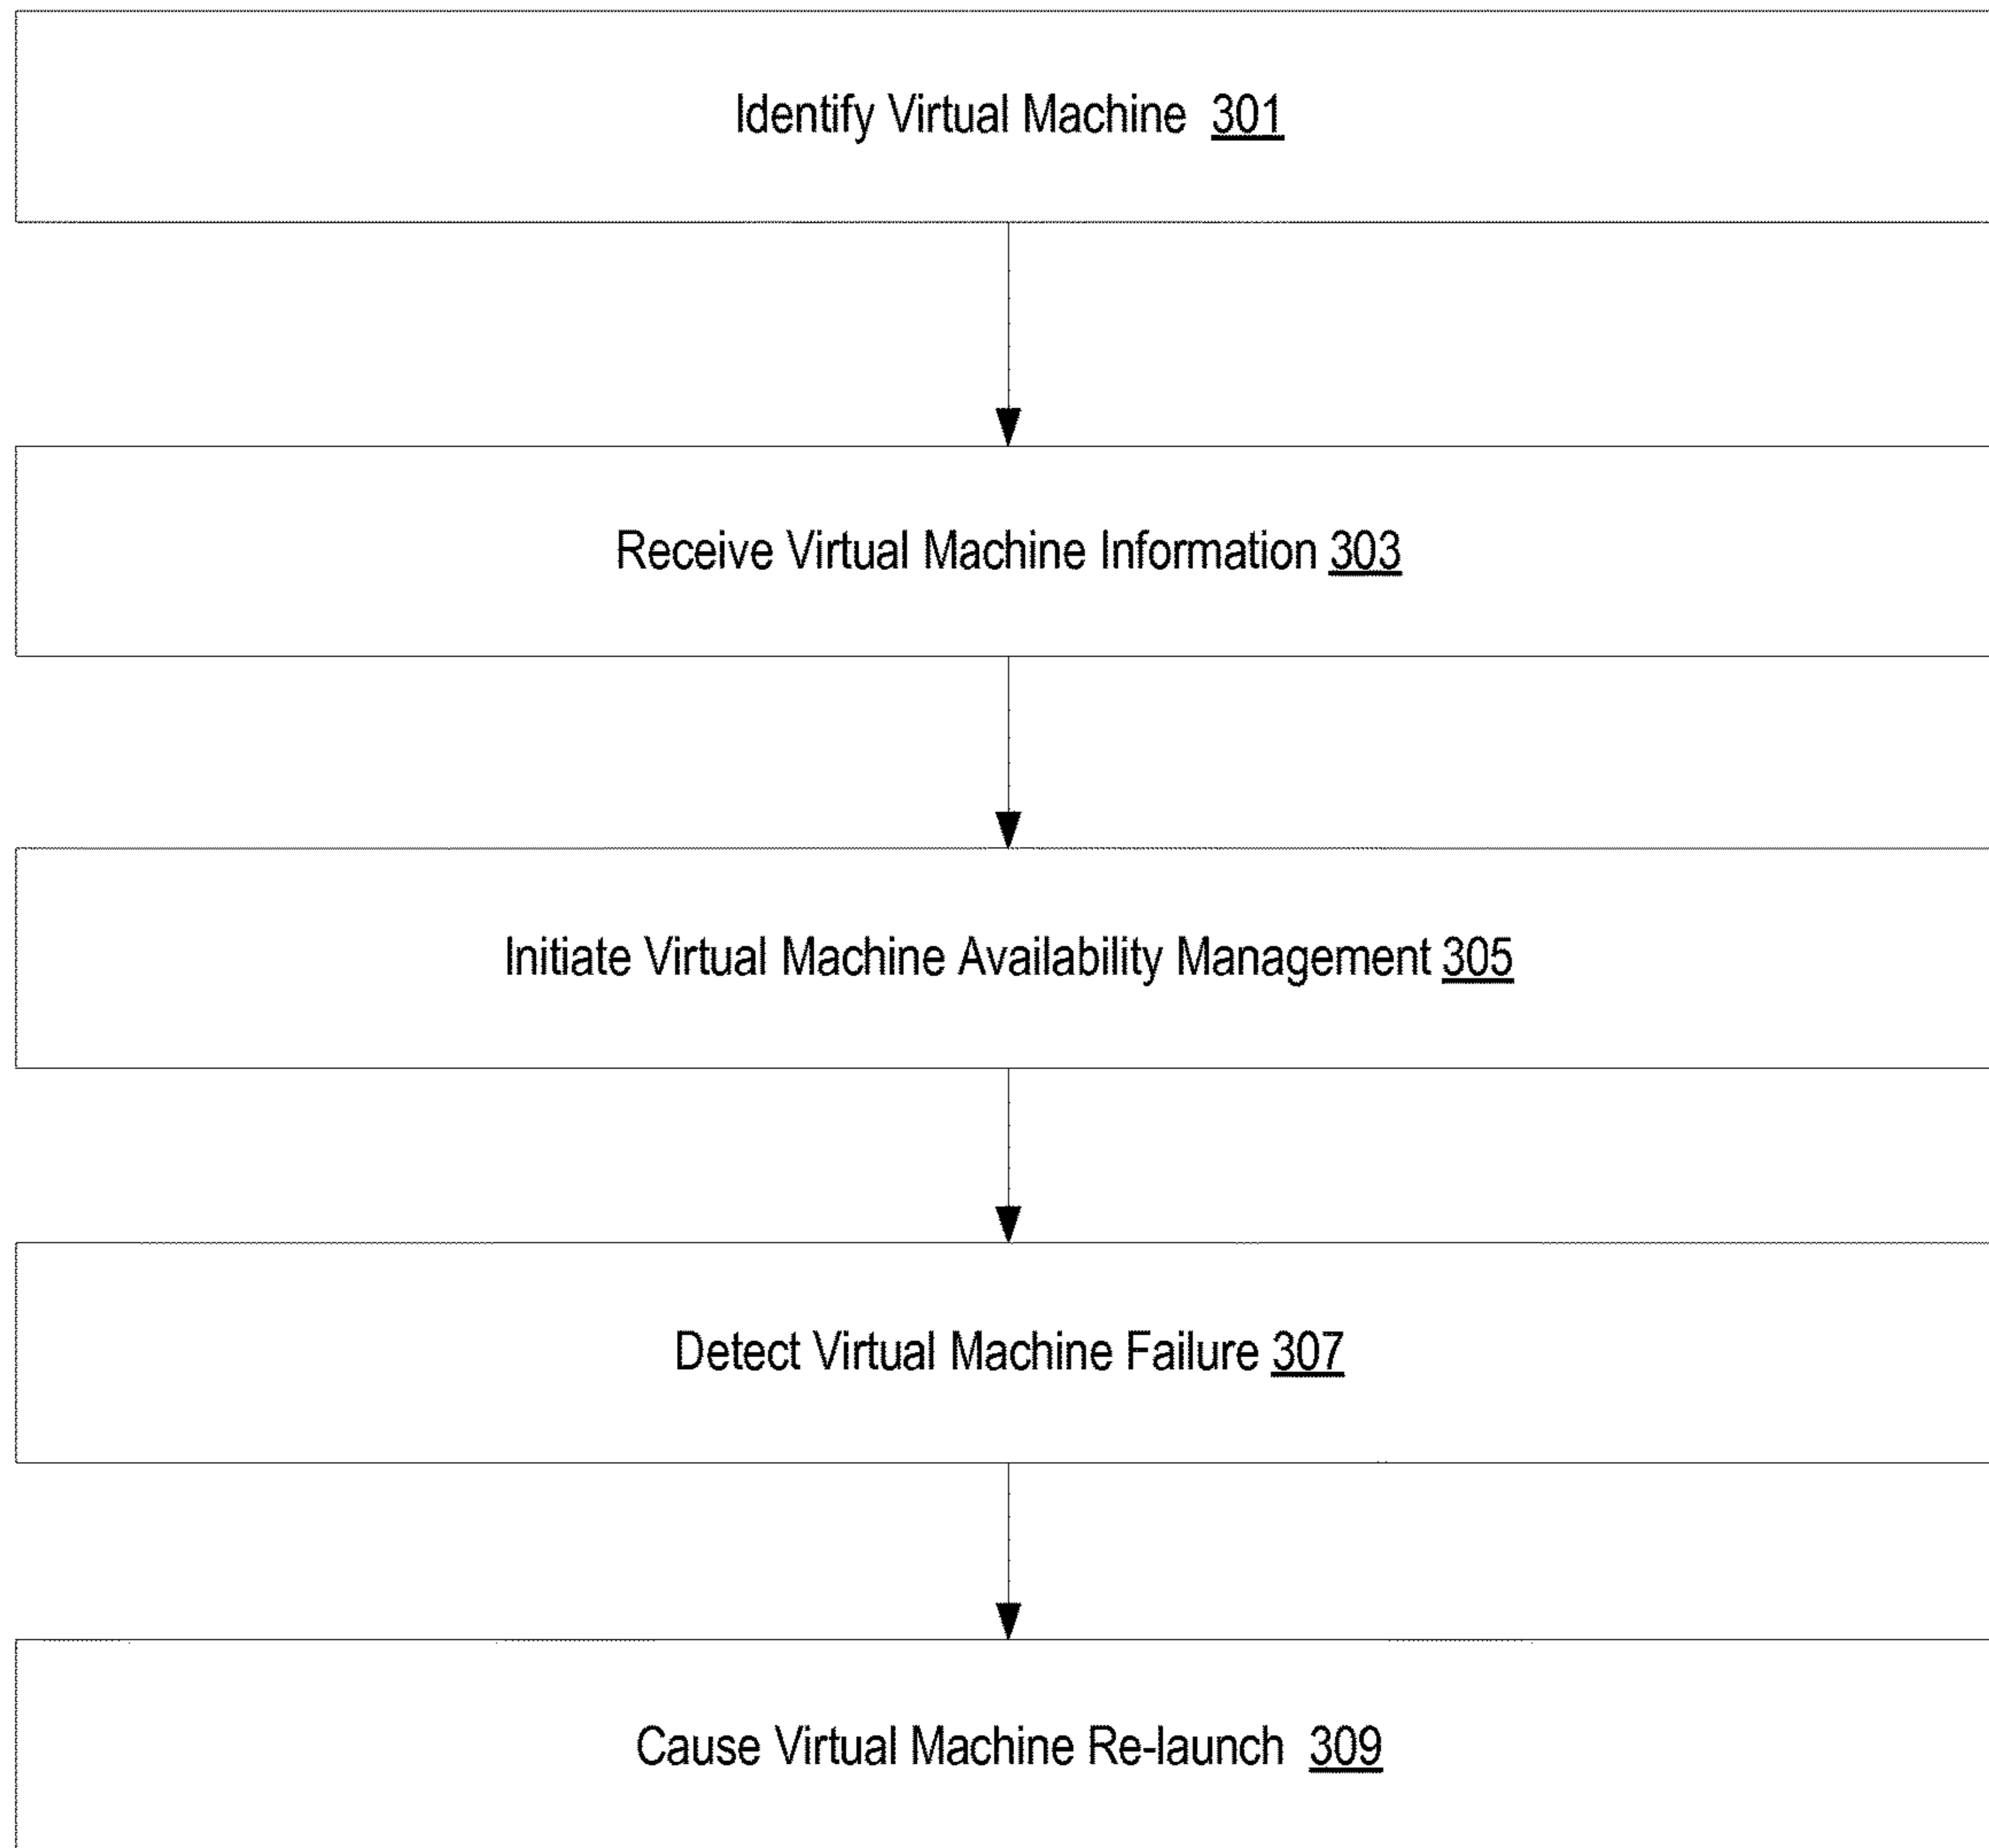 Identify Virtual Machine 301
Receive Virtual Machine Information 303
Initiate Virtual Machine Availability Management 305
Detect Virtual Machine Failure 307
Cause Virtual Machine Re-launch 309